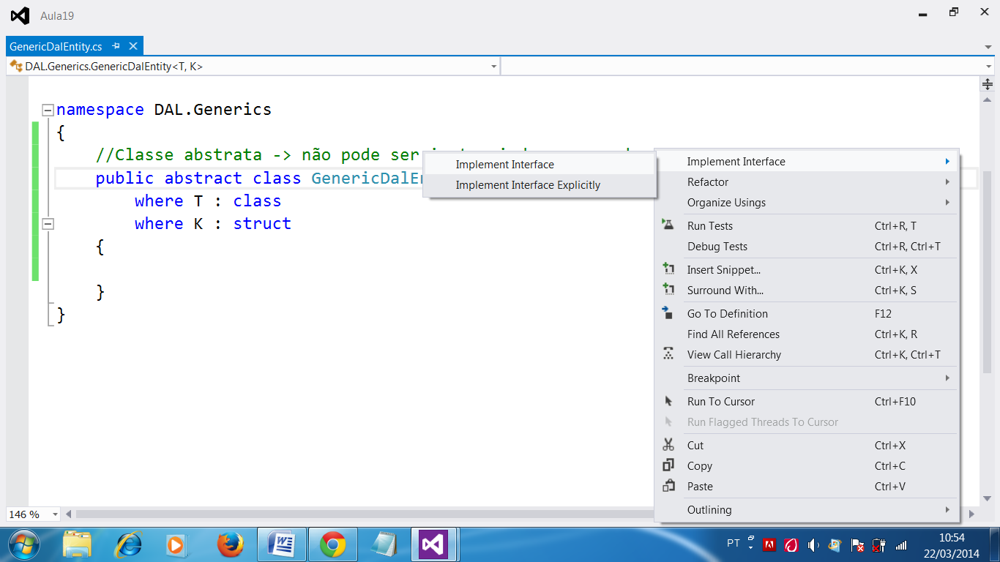 Aula19
GenericDalEntity.cs
DAL.Generics.GenericDalEntity<T, K>
namespace DAL.Generics
{
//Classe abstrata -> não pode ser
public abstract class GenericDalEn
where T : class
where K : struct
{
}
}
Implement Interface
Implement Interface Explicitly
Implement Interface
Refactor
Organize Usings
Run Tests Ctrl+R, T
Debug Tests Ctrl+R, Ctrl+T
Insert Snippet... Ctrl+K, X
Surround With... Ctrl+K, S
Go To Definition F12
Find All References Ctrl+K, R
View Call Hierarchy Ctrl+K, Ctrl+T
Breakpoint
Run To Cursor Ctrl+F10
Run Flagged Threads To Cursor
Cut Ctrl+X
Copy Ctrl+C
Paste Ctrl+V
Outlining
146 %
PT
10:54
22/03/2014